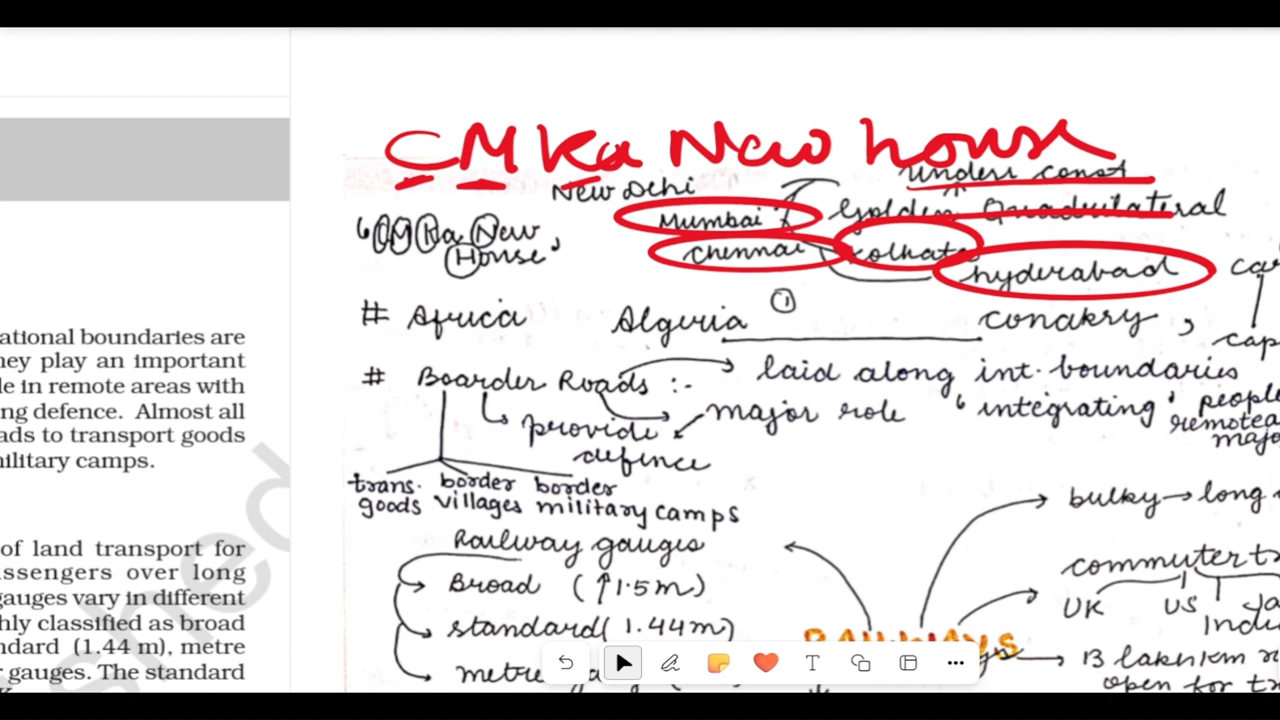 CM Ka New house
under const
New Delhi
Mumbai Golden Quadrilateral
"CM Ka New
House"
Chennai Kolkata
hyderabad
①
# Africa Algeria conakry,
# Boarder Roads :- laid along int. boundaries
major role "integrating" people
provide
defence
trans. border border
goods villages military camps
bulky → long
Railway gauges
Broad (↑1.5m)
commuter
standard (1.44m)
UK US
RAILWAYS
metre
13 lakh km
open for
ational boundaries are
hey play an important
le in remote areas with
ng defence. Almost all
ads to transport goods
military camps.
of land transport for
assengers over long
gauges vary in different
hly classified as broad
ndard (1.44 m), metre
r gauges. The standard
shed
T